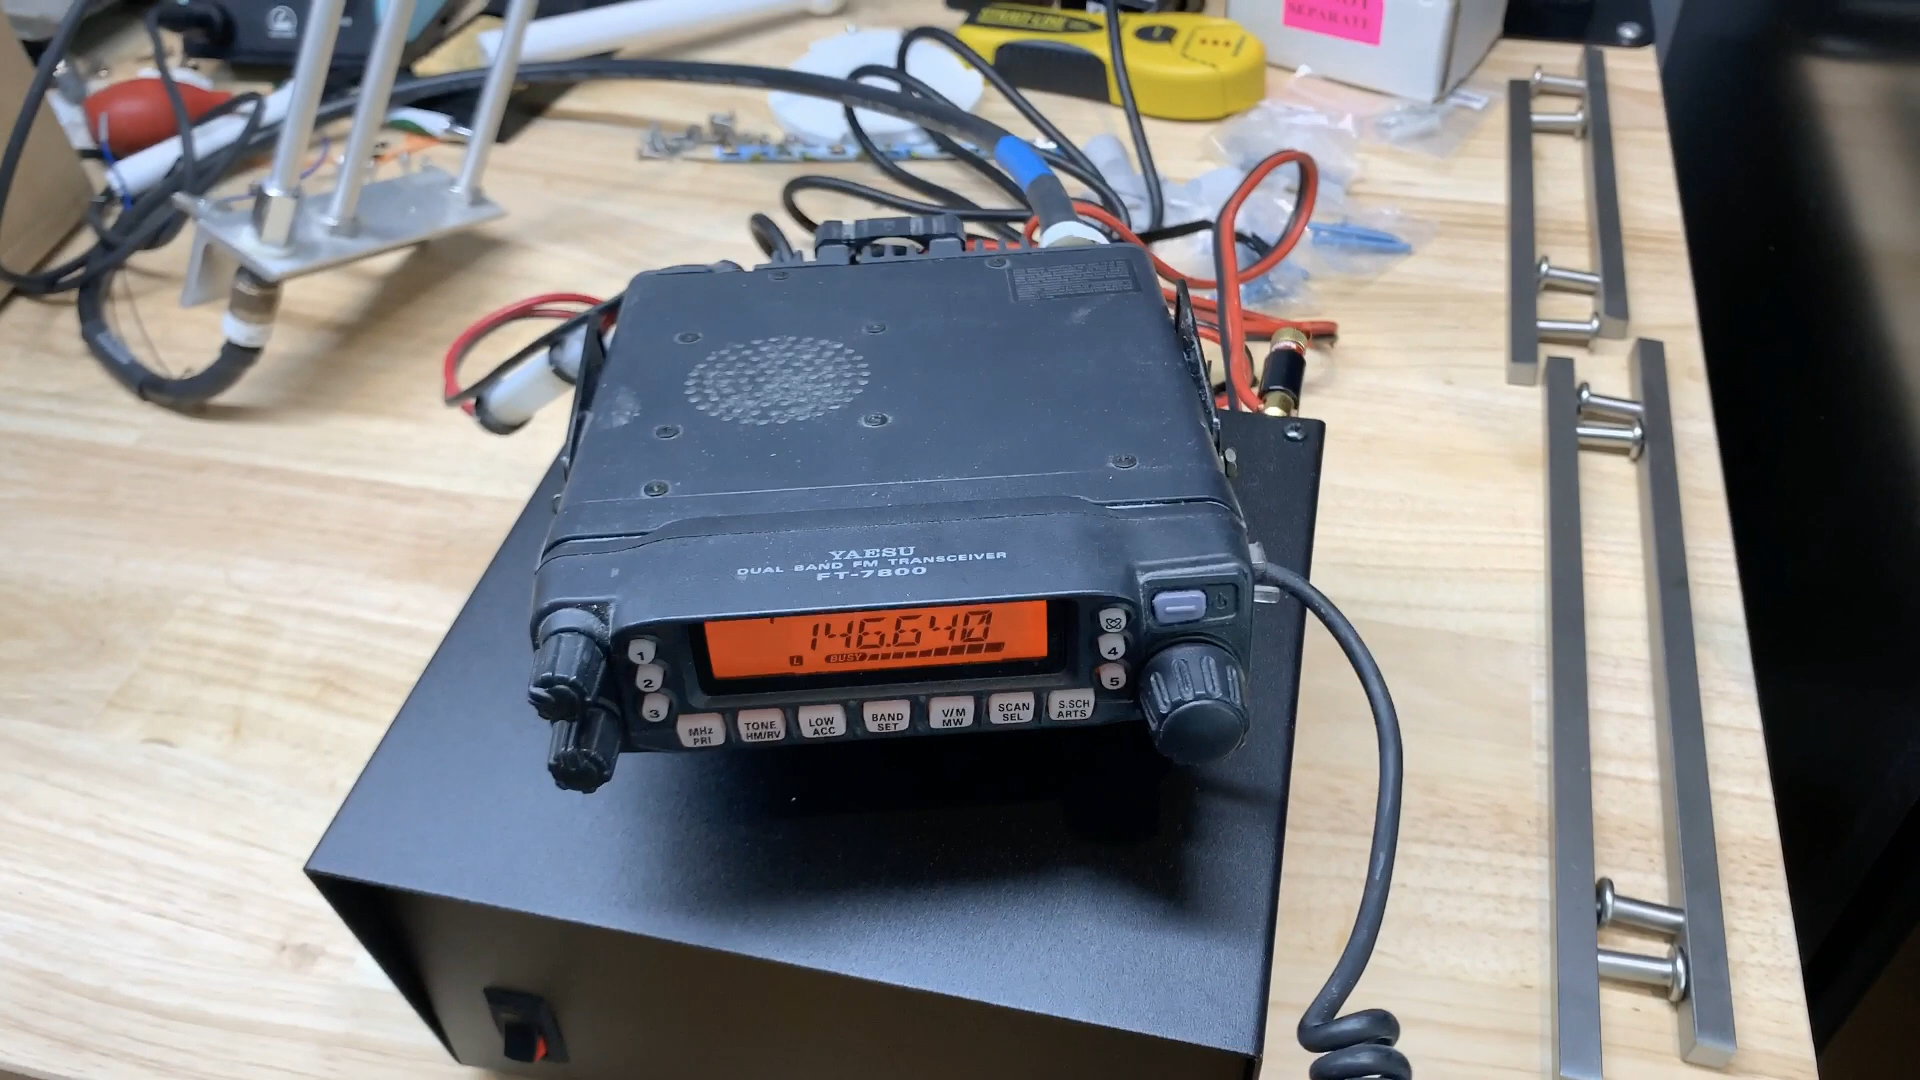 SEPARATE
YAESU
DUAL BAND FM TRANSCEIVER
FT-7800
146.640
L BUSY
1
2
3
4
5
MHz
PRI
TONE
HM/RV
LOW
ACC
BAND
SET
V/M
MW
SCAN
SEL
S.SCH
ARTS